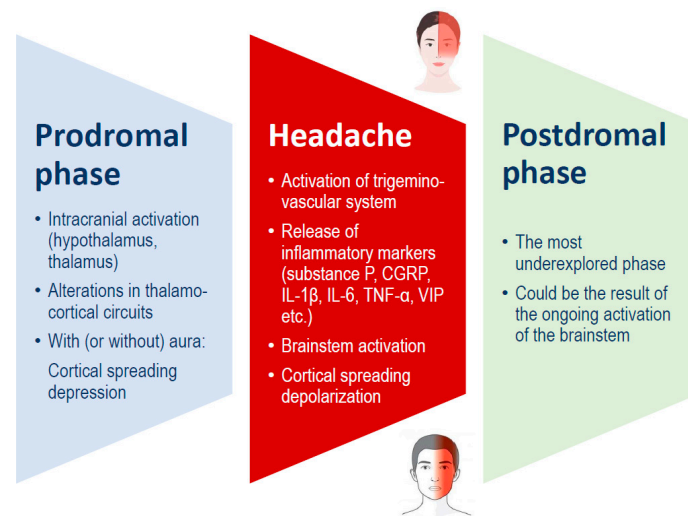 Prodromal
phase
• Intracranial activation
(hypothalamus,
thalamus)
• Alterations in thalamo-
cortical circuits
• With (or without) aura:
Cortical spreading
depression
Headache
• Activation of trigemino-
vascular system
• Release of
inflammatory markers
(substance P, CGRP,
IL-1β, IL-6, TNF-α, VIP
etc.)
• Brainstem activation
• Cortical spreading
depolarization
Postdromal
phase
• The most
underexplored phase
• Could be the result of
the ongoing activation
of the brainstem